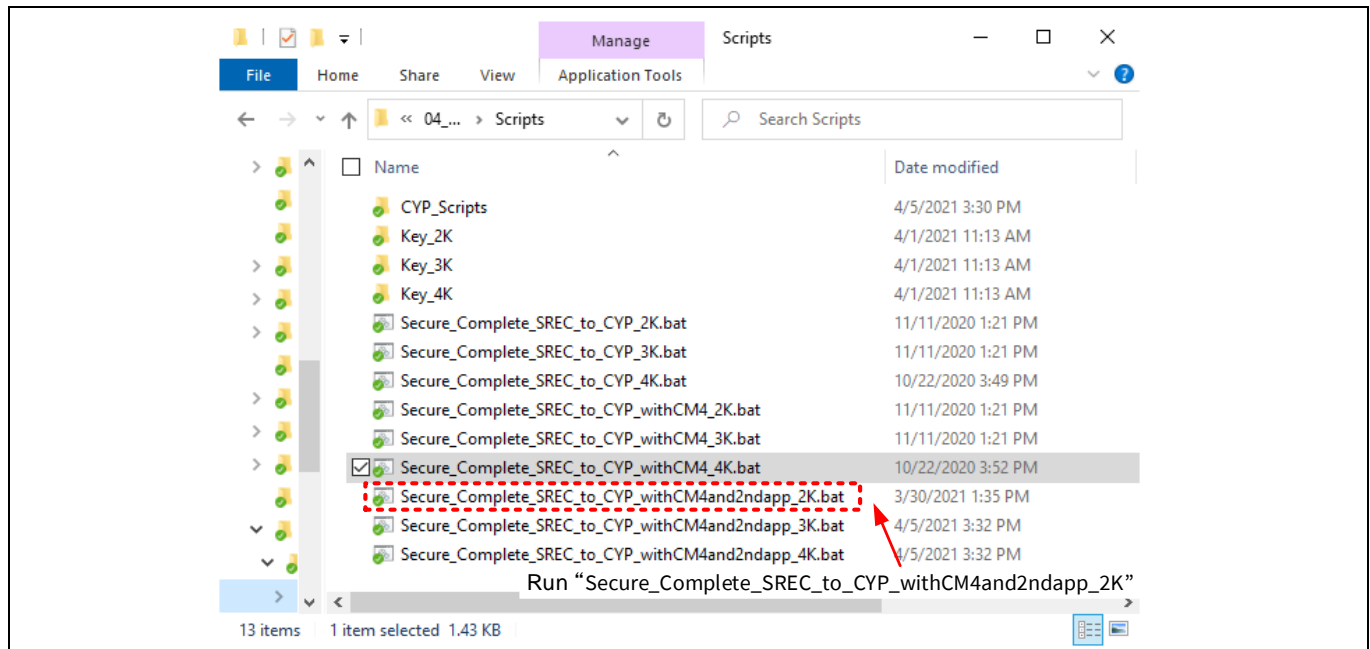 Manage Scripts
File Home Share View Application Tools ?
« 04_... > Scripts Search Scripts
Name Date modified
CYP_Scripts 4/5/2021 3:30 PM
Key_2K 4/1/2021 11:13 AM
Key_3K 4/1/2021 11:13 AM
Key_4K 4/1/2021 11:13 AM
Secure_Complete_SREC_to_CYP_2K.bat 11/11/2020 1:21 PM
Secure_Complete_SREC_to_CYP_3K.bat 11/11/2020 1:21 PM
Secure_Complete_SREC_to_CYP_4K.bat 10/22/2020 3:49 PM
Secure_Complete_SREC_to_CYP_withCM4_2K.bat 11/11/2020 1:21 PM
Secure_Complete_SREC_to_CYP_withCM4_3K.bat 11/11/2020 1:21 PM
Secure_Complete_SREC_to_CYP_withCM4_4K.bat 10/22/2020 3:52 PM
Secure_Complete_SREC_to_CYP_withCM4and2ndapp_2K.bat 3/30/2021 1:35 PM
Secure_Complete_SREC_to_CYP_withCM4and2ndapp_3K.bat 4/5/2021 3:32 PM
Secure_Complete_SREC_to_CYP_withCM4and2ndapp_4K.bat 4/5/2021 3:32 PM
Run “Secure_Complete_SREC_to_CYP_withCM4and2ndapp_2K”
13 items 1 item selected 1.43 KB